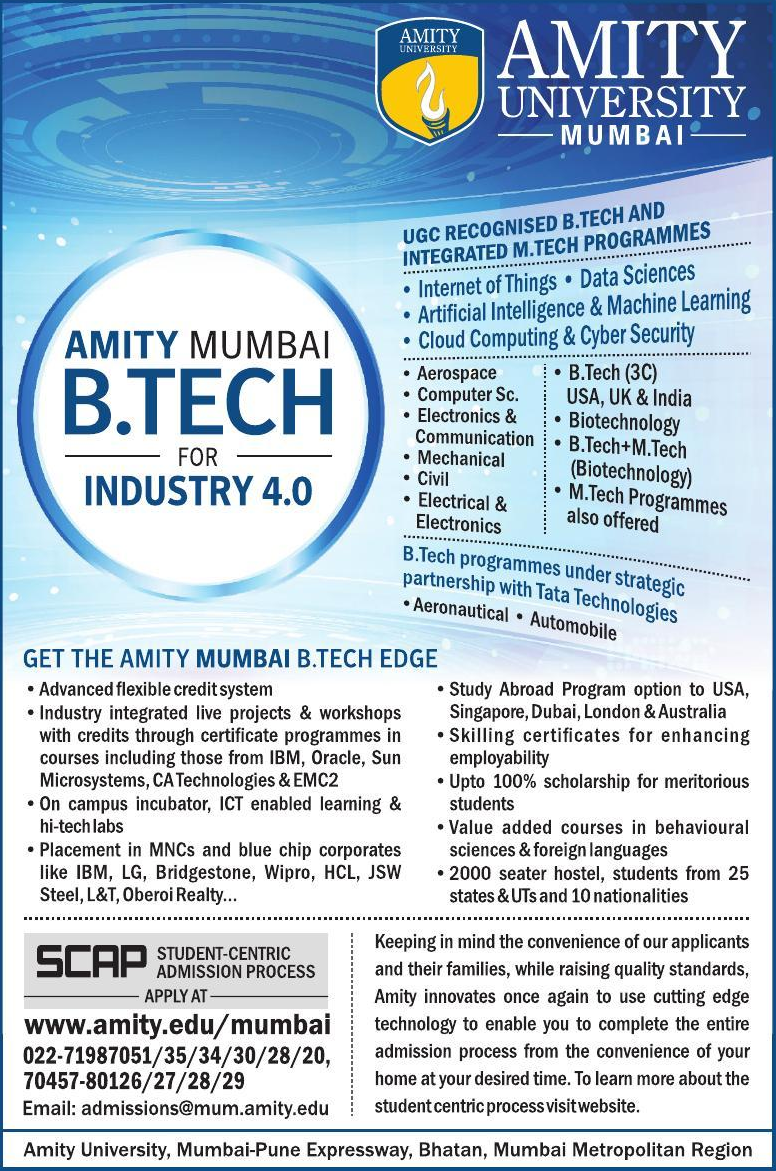 AMITY
UNIVERSITY
AMITY
UNIVERSITY
MUMBAI
UGC RECOGNISED B.TECH AND
INTEGRATED M.TECH PROGRAMMES
• Internet of Things • Data Sciences
• Artificial Intelligence & Machine Learning
• Cloud Computing & Cyber Security
AMITY MUMBAI
B.TECH
FOR
INDUSTRY 4.0
• Aerospace
• Computer Sc.
• Electronics &
Communication
• Mechanical
• Civil
• Electrical &
Electronics
• B.Tech (3C)
USA, UK & India
• Biotechnology
• B.Tech+M.Tech
(Biotechnology)
• M.Tech Programmes
also offered
B.Tech programmes under strategic
partnership with Tata Technologies
• Aeronautical • Automobile
GET THE AMITY MUMBAI B.TECH EDGE
• Advanced flexible credit system
• Industry integrated live projects & workshops
with credits through certificate programmes in
courses including those from IBM, Oracle, Sun
Microsystems, CA Technologies & EMC2
• On campus incubator, ICT enabled learning &
hi-tech labs
• Placement in MNCs and blue chip corporates
like IBM, LG, Bridgestone, Wipro, HCL, JSW
Steel, L&T, Oberoi Realty...
• Study Abroad Program option to USA,
Singapore, Dubai, London & Australia
• Skilling certificates for enhancing
employability
• Upto 100% scholarship for meritorious
students
• Value added courses in behavioural
sciences & foreign languages
• 2000 seater hostel, students from 25
states & UTs and 10 nationalities
SCAP STUDENT-CENTRIC
ADMISSION PROCESS
APPLY AT
www.amity.edu/mumbai
022-71987051/35/34/30/28/20,
70457-80126/27/28/29
Email: admissions@mum.amity.edu
Keeping in mind the convenience of our applicants
and their families, while raising quality standards,
Amity innovates once again to use cutting edge
technology to enable you to complete the entire
admission process from the convenience of your
home at your desired time. To learn more about the
student centric process visit website.
Amity University, Mumbai-Pune Expressway, Bhatan, Mumbai Metropolitan Region